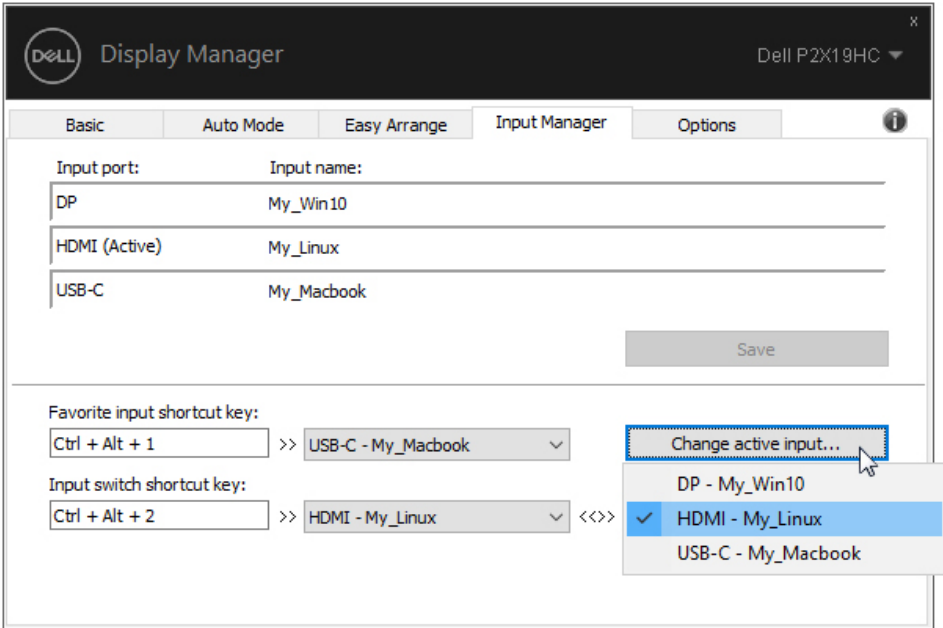 x
DELL Display Manager Dell P2X19HC
Basic Auto Mode Easy Arrange Input Manager Options
Input port: Input name:
DP My_Win10
HDMI (Active) My_Linux
USB-C My_Macbook
Save
Favorite input shortcut key:
Ctrl + Alt + 1 >> USB-C - My_Macbook Change active input...
Input switch shortcut key: DP - My_Win10
Ctrl + Alt + 2 >> HDMI - My_Linux <<>> HDMI - My_Linux
USB-C - My_Macbook